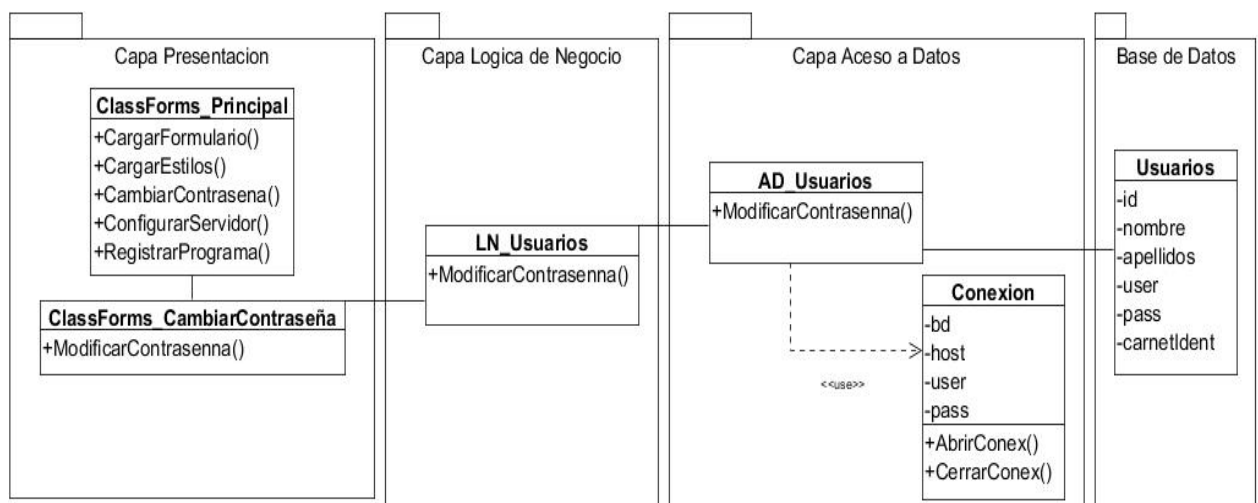 Capa Presentacion
ClassForms_Principal
+CargarFormulario()
+CargarEstilos()
+CambiarContrasena()
+ConfigurarServidor()
+RegistrarPrograma()
ClassForms_CambiarContraseña
+ModificarContrasenna()
Capa Logica de Negocio
LN_Usuarios
+ModificarContrasenna()
Capa Aceso a Datos
AD_Usuarios
+ModificarContrasenna()
<<use>>
Conexion
-bd
-host
-user
-pass
+AbrirConex()
+CerrarConex()
Base de Datos
Usuarios
-id
-nombre
-apellidos
-user
-pass
-carnetIdent